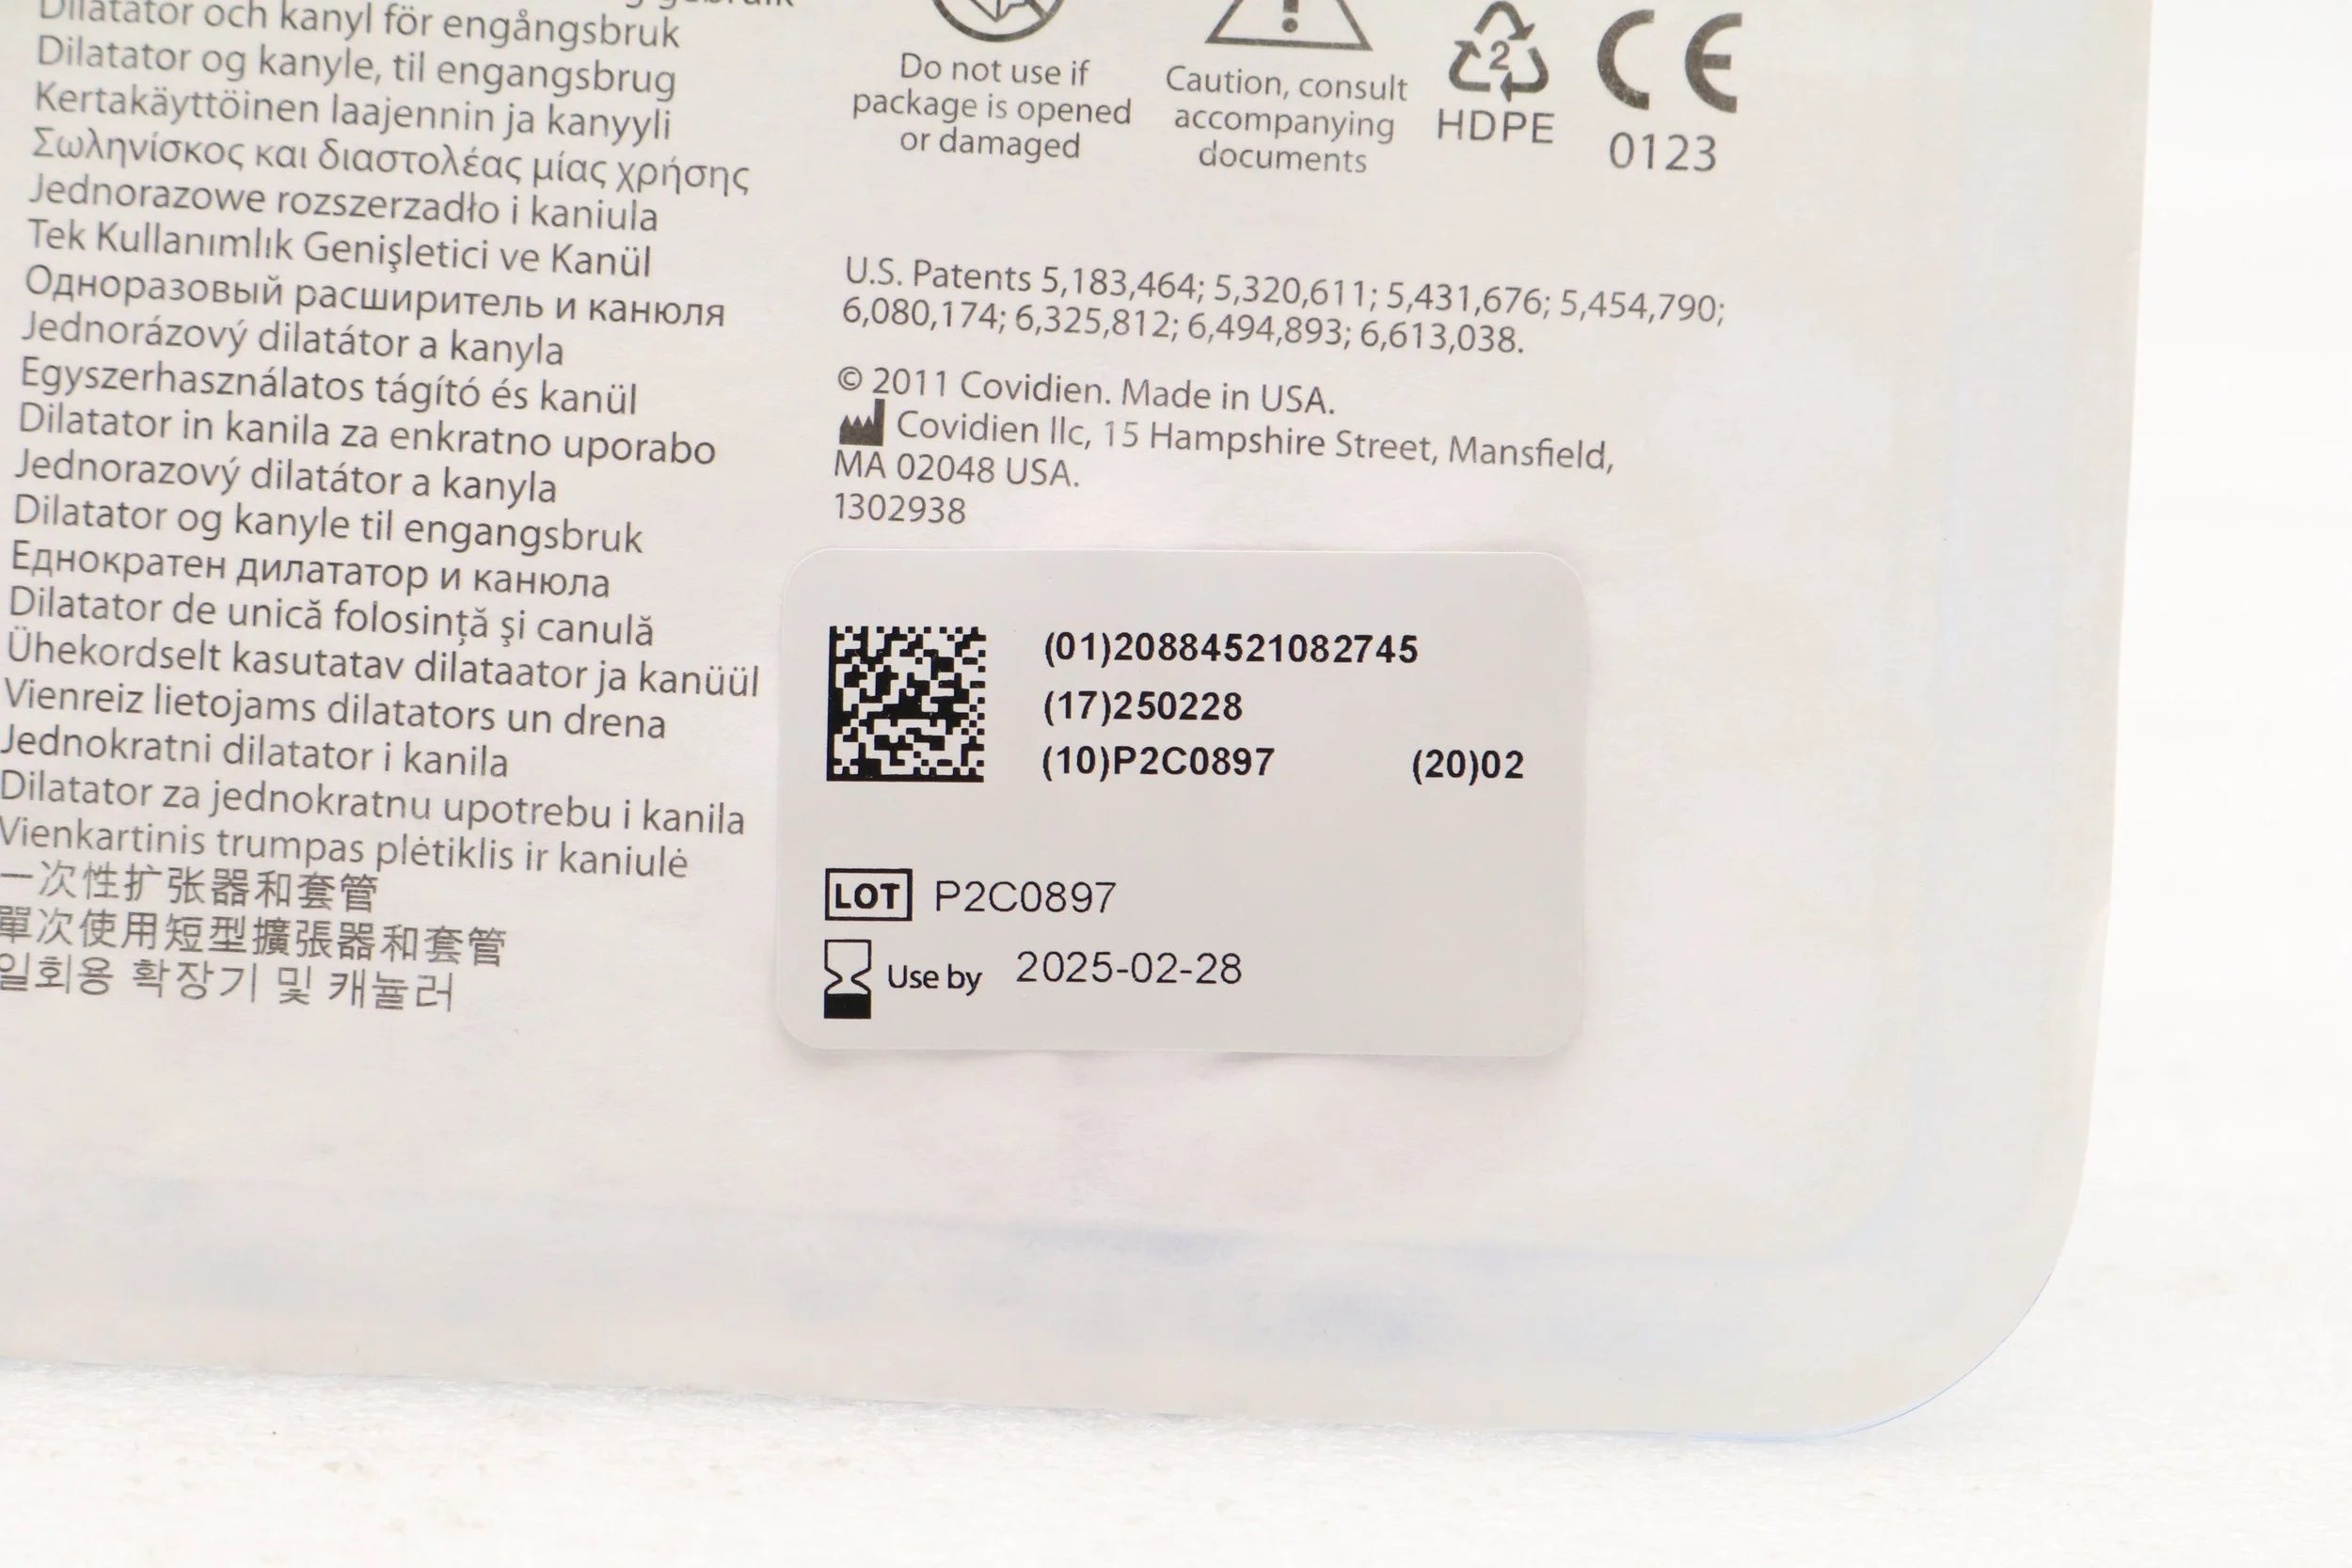 Dilatator och kanyl för engångsbruk
Dilatator og kanyle, til engangsbrug
Kertakäyttöinen laajennin ja kanyyli
Σωληνίσκος και διαστολέας μίας χρήσης
Jednorazowe rozszerzadło i kaniula
Tek Kullanımlık Genişletici ve Kanül
Одноразовый расширитель и канюля
Jednorázový dilatátor a kanyla
Egyszerhasználatos tágító és kanül
Dilatator in kanila za enkratno uporabo
Jednorazový dilatátor a kanyla
Dilatator og kanyle til engangsbruk
Еднократен дилататор и канюла
Dilatator de unică folosință şi canulă
Ühekordselt kasutatav dilataator ja kanüül
Vienreiz lietojams dilatators un drena
Jednokratni dilatator i kanila
Dilatator za jednokratnu upotrebu i kanila
Vienkartinis trumpas plėtiklis ir kaniulė
一次性扩张器和套管
單次使用短型擴張器和套管
일회용 확장기 및 캐뉼러
Do not use if
package is opened
or damaged
Caution, consult
accompanying
documents
2
HDPE
CE
0123
U.S. Patents 5,183,464; 5,320,611; 5,431,676; 5,454,790;
6,080,174; 6,325,812; 6,494,893; 6,613,038.
© 2011 Covidien. Made in USA.
Covidien llc, 15 Hampshire Street, Mansfield,
MA 02048 USA.
1302938
(01)20884521082745
(17)250228
(10)P2C0897 (20)02
LOT P2C0897
Use by 2025-02-28